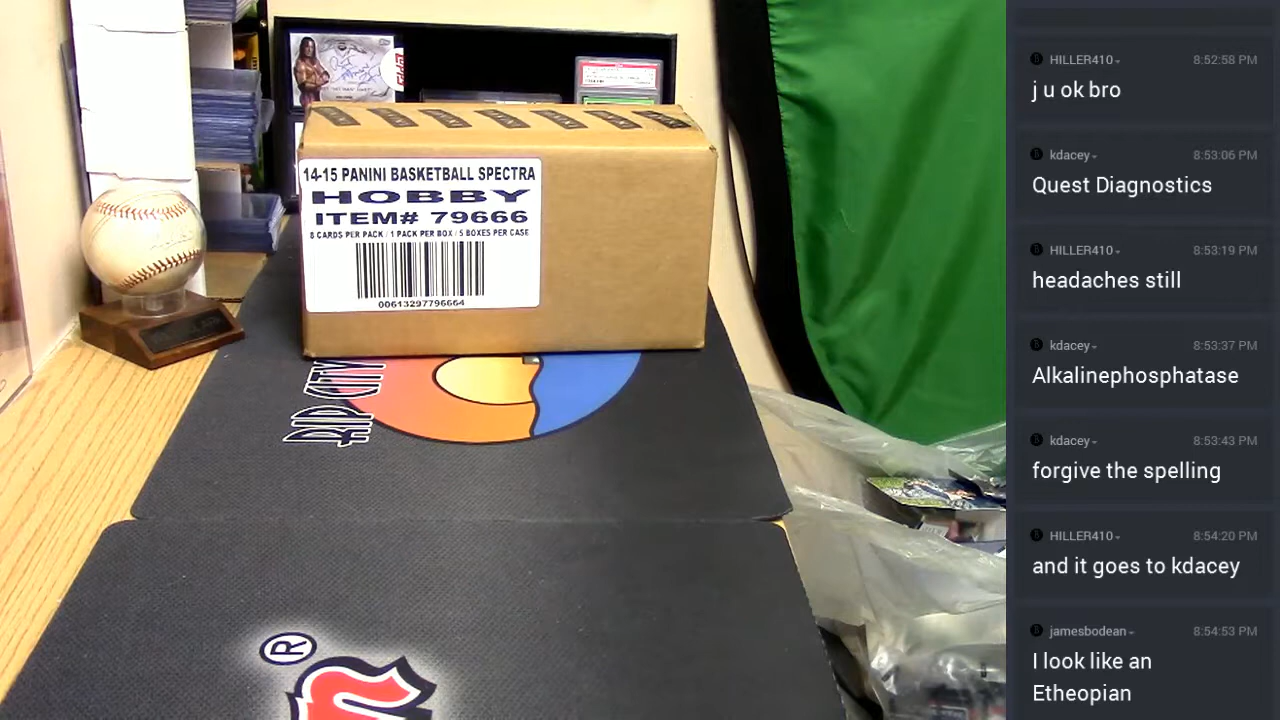 14-15 PANINI BASKETBALL SPECTRA
HOBBY
ITEM# 79666
8 CARDS PER PACK / 1 PACK PER BOX / 5 BOXES PER CASE
00613297796664
RIP CITY
®
HILLER410 8:52:58 PM
j u ok bro
kdacey 8:53:06 PM
Quest Diagnostics
HILLER410 8:53:19 PM
headaches still
kdacey 8:53:37 PM
Alkalinephosphatase
kdacey 8:53:43 PM
forgive the spelling
HILLER410 8:54:20 PM
and it goes to kdacey
jamesbodean 8:54:53 PM
I look like an
Etheopian